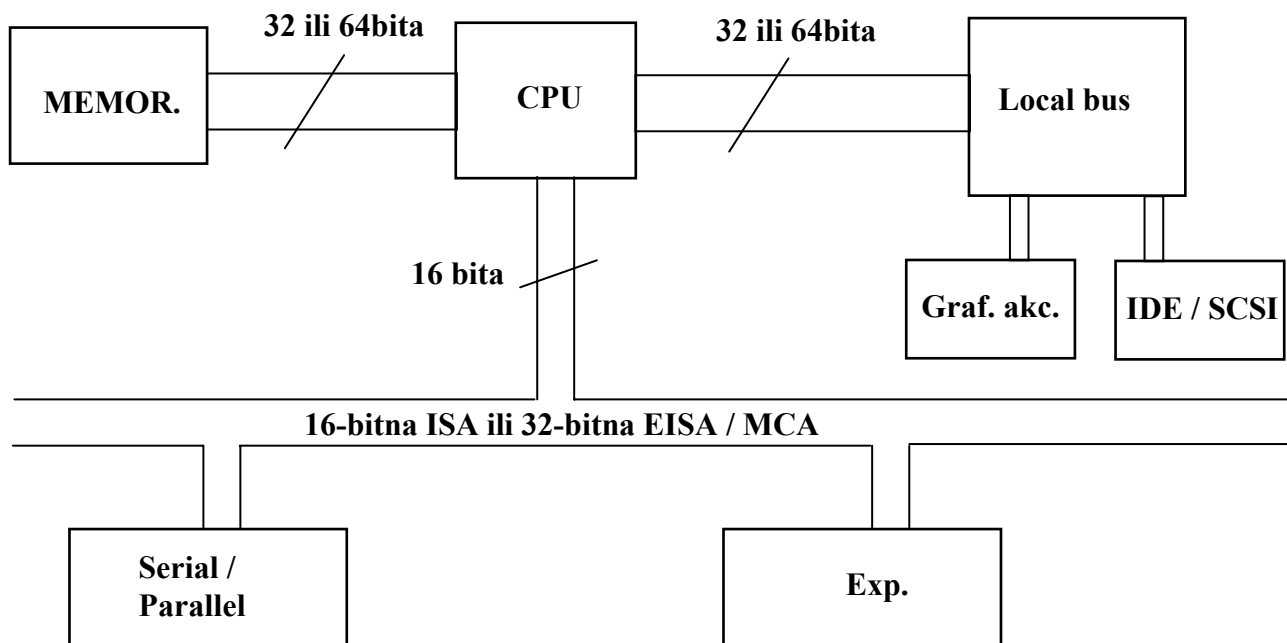 32 ili 64bita
32 ili 64bita
MEMOR.
CPU
Local bus
16 bita
Graf. akc.
IDE / SCSI
16-bitna ISA ili 32-bitna EISA / MCA
Serial /
Parallel
Exp.